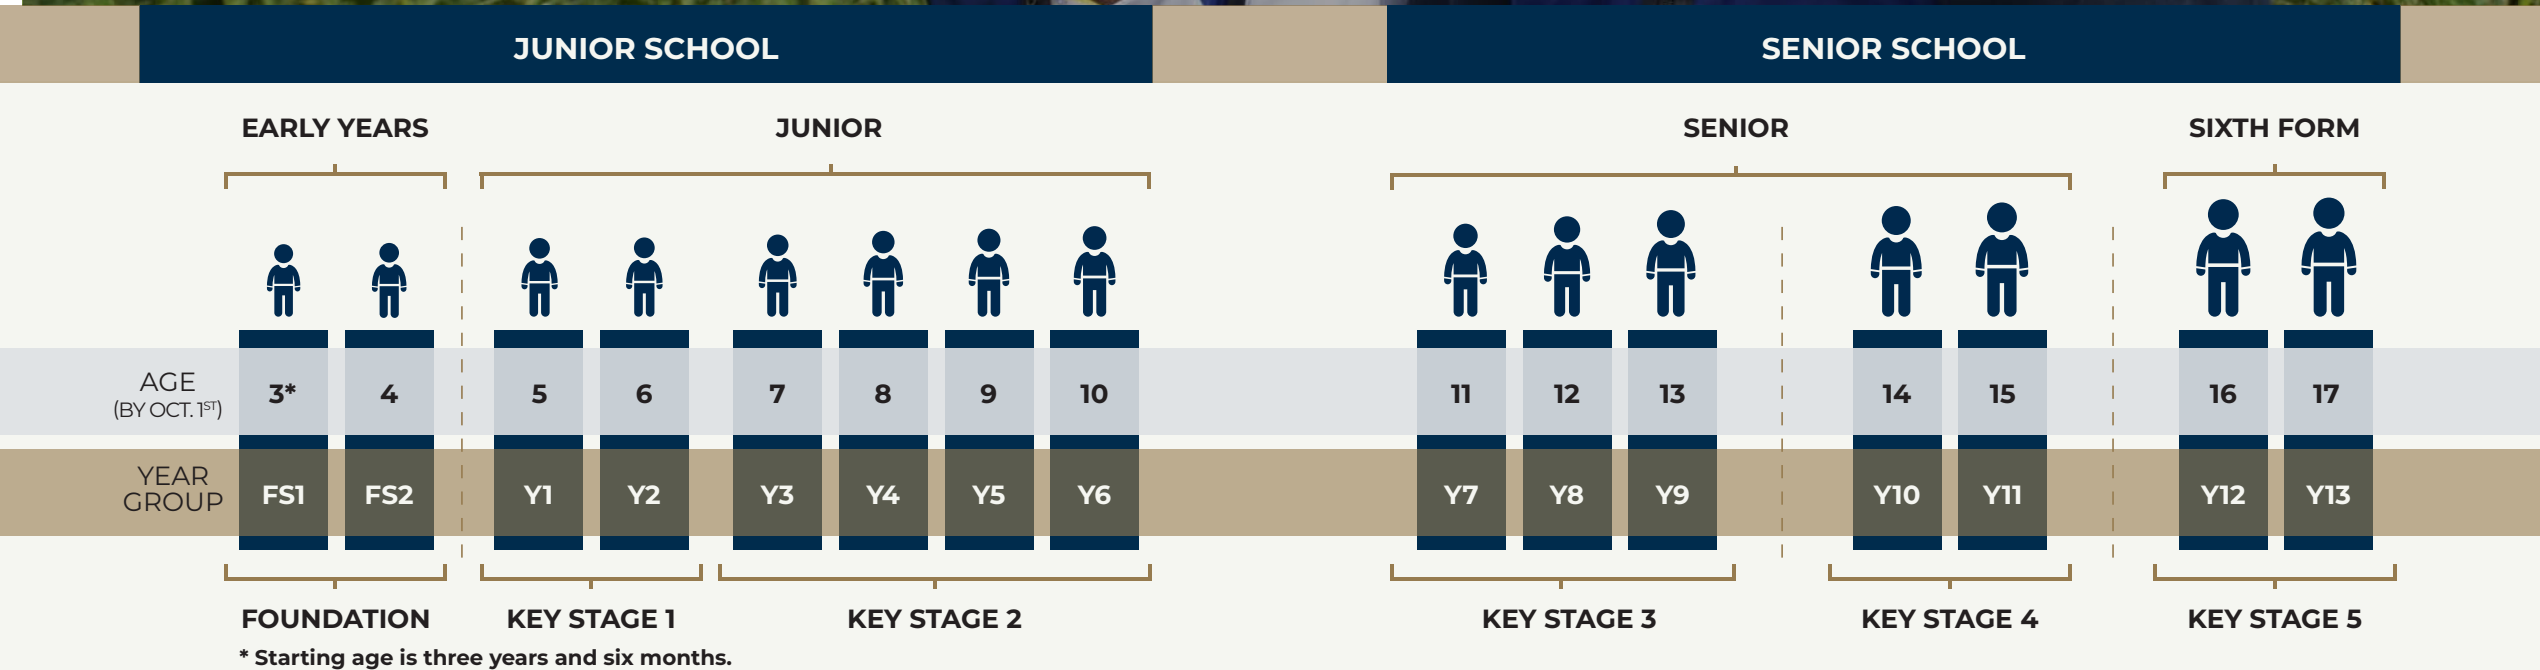 JUNIOR SCHOOL
SENIOR SCHOOL
EARLY YEARS
JUNIOR
SENIOR
SIXTH FORM
AGE
(BY OCT. 1ST)
3* 4 5 6 7 8 9 10 11 12 13 14 15 16 17
YEAR
GROUP
FS1 FS2 Y1 Y2 Y3 Y4 Y5 Y6 Y7 Y8 Y9 Y10 Y11 Y12 Y13
FOUNDATION
KEY STAGE 1
KEY STAGE 2
KEY STAGE 3
KEY STAGE 4
KEY STAGE 5
* Starting age is three years and six months.